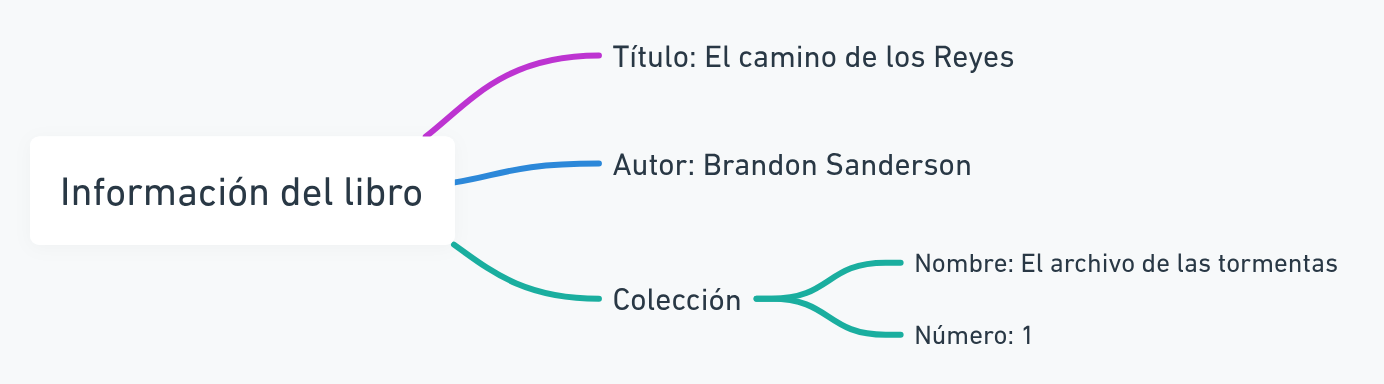 Título: El camino de los Reyes
Autor: Brandon Sanderson
Información del libro
Nombre: El archivo de las tormentas
Colección
Número: 1